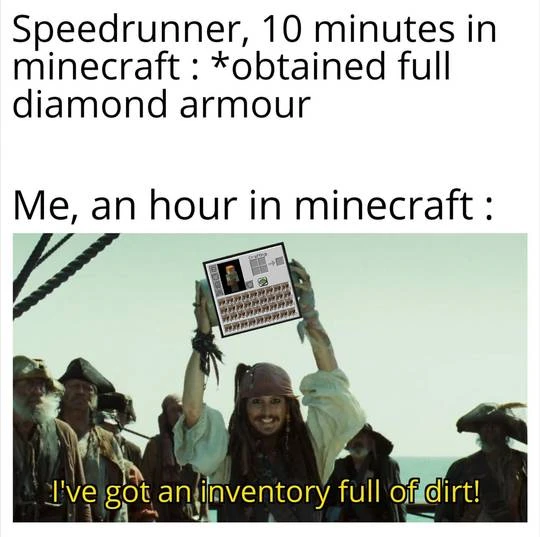 Speedrunner, 10 minutes in
minecraft : *obtained full
diamond armour
Me, an hour in minecraft :
Crafting
I've got an inventory full of dirt!